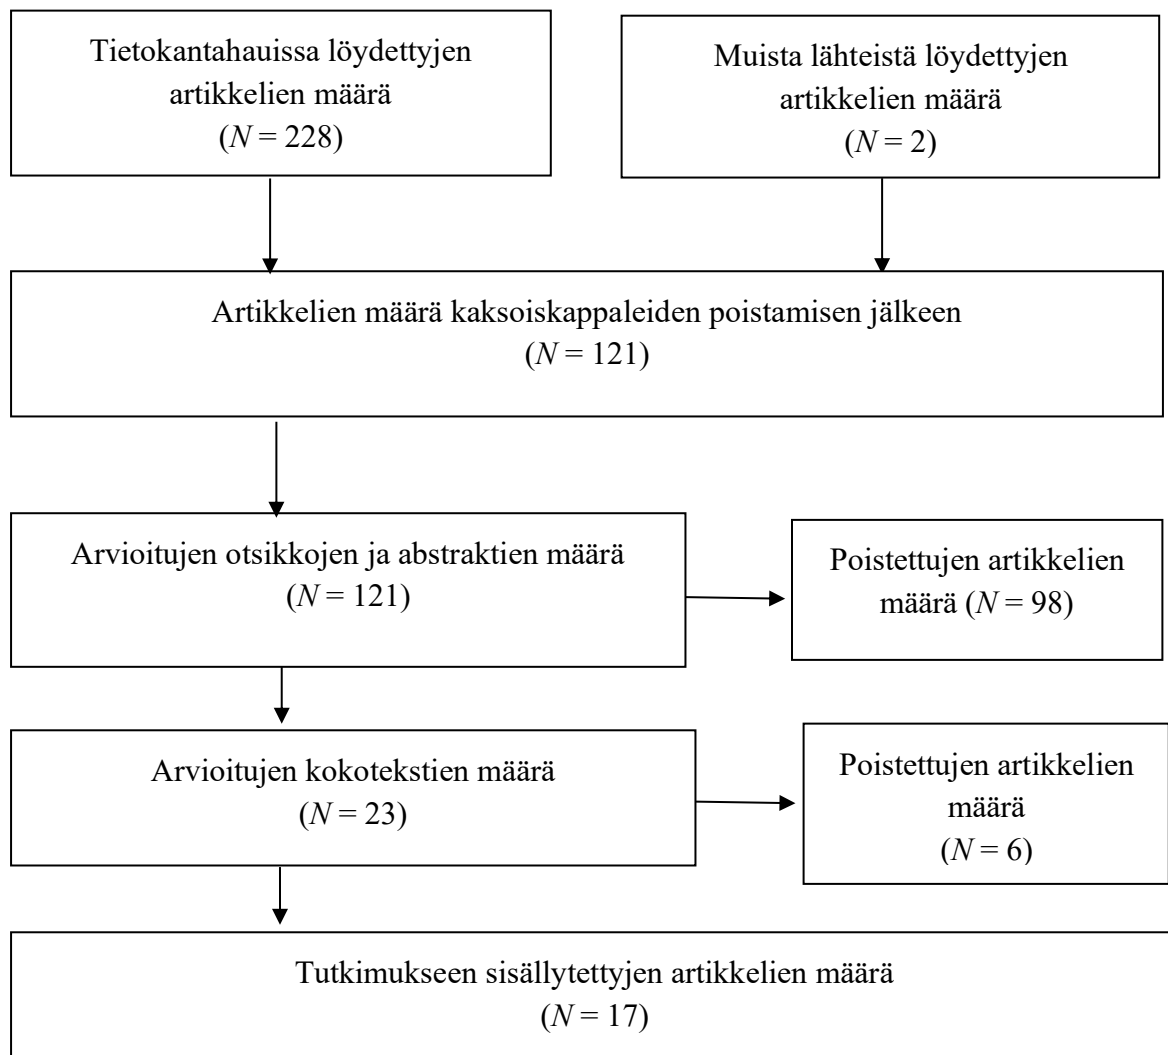 Tietokantahauissa löydettyjen
artikkelien määrä
(N = 228)
Muista lähteistä löydettyjen
artikkelien määrä
(N = 2)
Artikkelien määrä kaksoiskappaleiden poistamisen jälkeen
(N = 121)
Arvioitujen otsikkojen ja abstraktien määrä
(N = 121)
Poistettujen artikkelien
määrä (N = 98)
Arvioitujen kokotekstien määrä
(N = 23)
Poistettujen artikkelien
määrä
(N = 6)
Tutkimukseen sisällytettyjen artikkelien määrä
(N = 17)